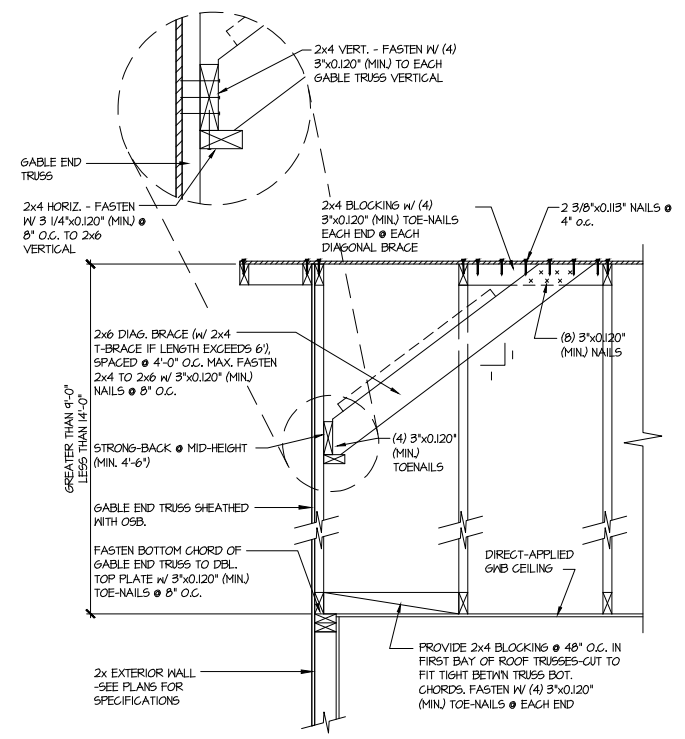 2x4 VERT. - FASTEN W/ (4)
3"x0.120" (MIN.) TO EACH
GABLE TRUSS VERTICAL
GABLE END
TRUSS
2x4 HORIZ. - FASTEN
W/ 3 1/4"x0.120" (MIN.) @
8" O.C. TO 2x6
VERTICAL
2x4 BLOCKING W/ (4)
3"x0.120" (MIN.) TOE-NAILS
EACH END @ EACH
DIAGONAL BRACE
2 3/8"x0.113" NAILS @
4" o.c.
(8) 3"x0.120"
(MIN.) NAILS
2x6 DIAG. BRACE (W/ 2x4
T-BRACE IF LENGTH EXCEEDS 6'),
SPACED @ 4'-0" O.C. MAX. FASTEN
2x4 TO 2x6 W/ 3"x0.120" (MIN.)
NAILS @ 8" O.C.
1
1
GREATER THAN 9'-0"
LESS THAN 14'-0"
STRONG-BACK @ MID-HEIGHT
(MIN. 4'-6")
(4) 3"x0.120"
(MIN.)
TOENAILS
GABLE END TRUSS SHEATHED
WITH OSB.
FASTEN BOTTOM CHORD OF
GABLE END TRUSS TO DBL.
TOP PLATE W/ 3"x0.120" (MIN.)
TOE-NAILS @ 8" O.C.
DIRECT-APPLIED
GWB CEILING
2x EXTERIOR WALL
-SEE PLANS FOR
SPECIFICATIONS
PROVIDE 2x4 BLOCKING @ 48" O.C. IN
FIRST BAY OF ROOF TRUSSES-CUT TO
FIT TIGHT BETW'N TRUSS BOT.
CHORDS. FASTEN W/ (4) 3"x0.120"
(MIN.) TOE-NAILS @ EACH END